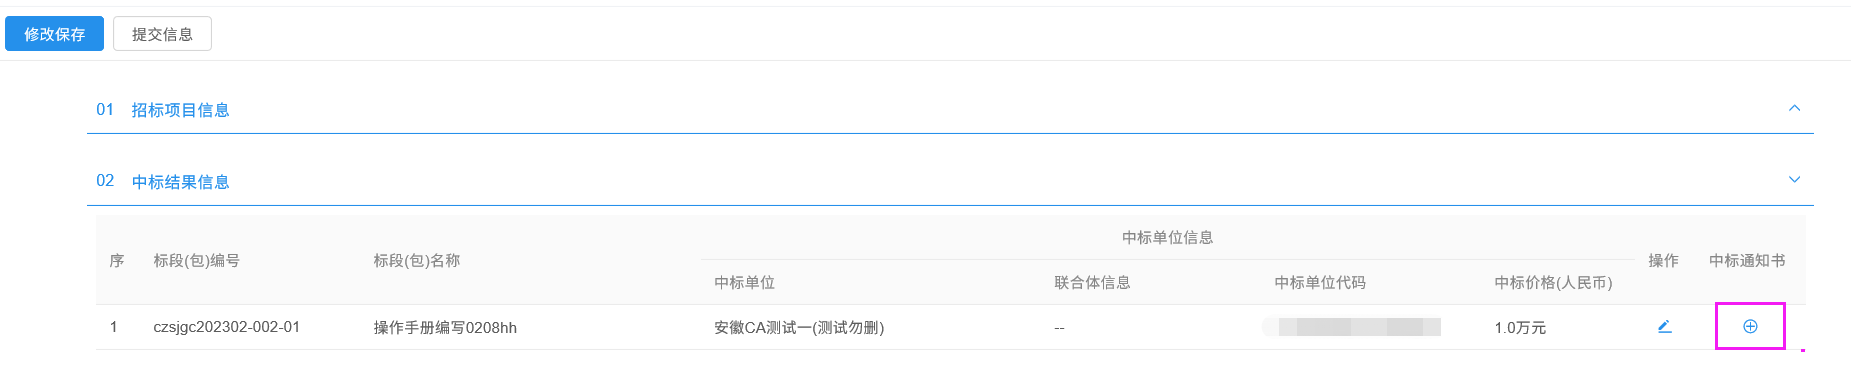 修改保存 提交信息
01 招标项目信息
02 中标结果信息
中标单位信息
序 标段(包)编号 标段(包)名称 操作 中标通知书
中标单位 联合体信息 中标单位代码 中标价格(人民币)
1 czsjgc202302-002-01 操作手册编写0208hh 安徽CA测试一(测试勿删) -- 1.0万元